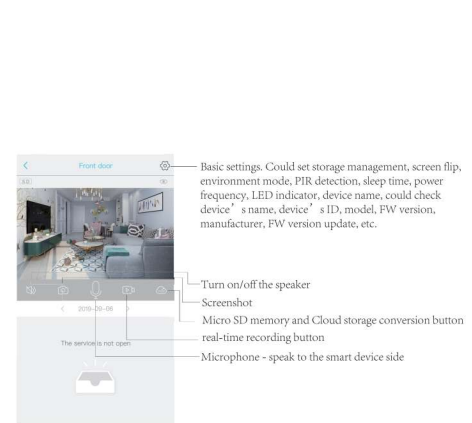 Front door
Basic settings. Could set storage management, screen flip,
environment mode, PIR detection, sleep time, power
frequency, LED indicator, device name, could check
device’s name, device’s ID, model, FW version,
manufacturer, FW version update, etc.
Turn on/off the speaker
Screenshot
2019-09-06
Micro SD memory and Cloud storage conversion button
real-time recording button
The service is not open
Microphone - speak to the smart device side